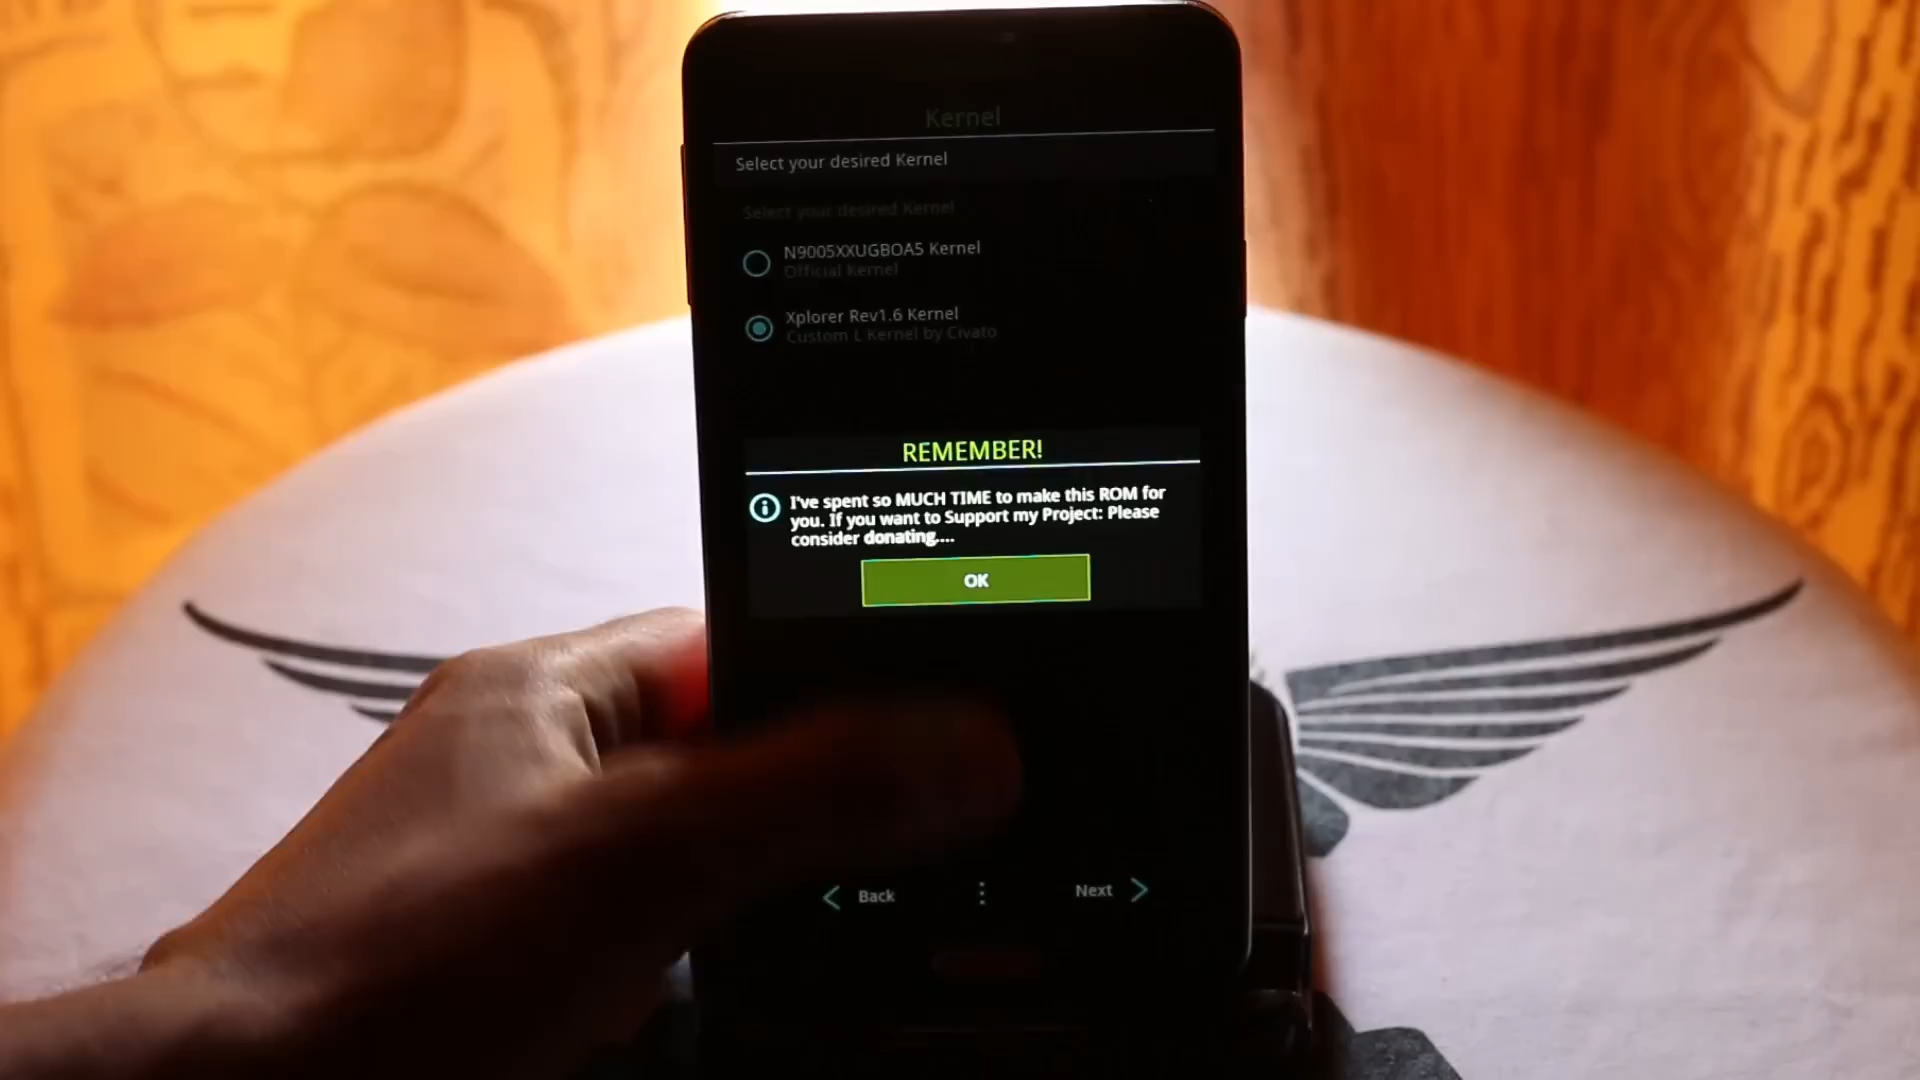 Kernel
Select your desired Kernel
Select your desired Kernel
N9005XXUGBOA5 Kernel
Official Kernel
Xplorer Rev1.6 Kernel
Custom L Kernel by Civato
REMEMBER!
I've spent so MUCH TIME to make this ROM for
you. If you want to Support my Project: Please
consider donating....
OK
Back
Next